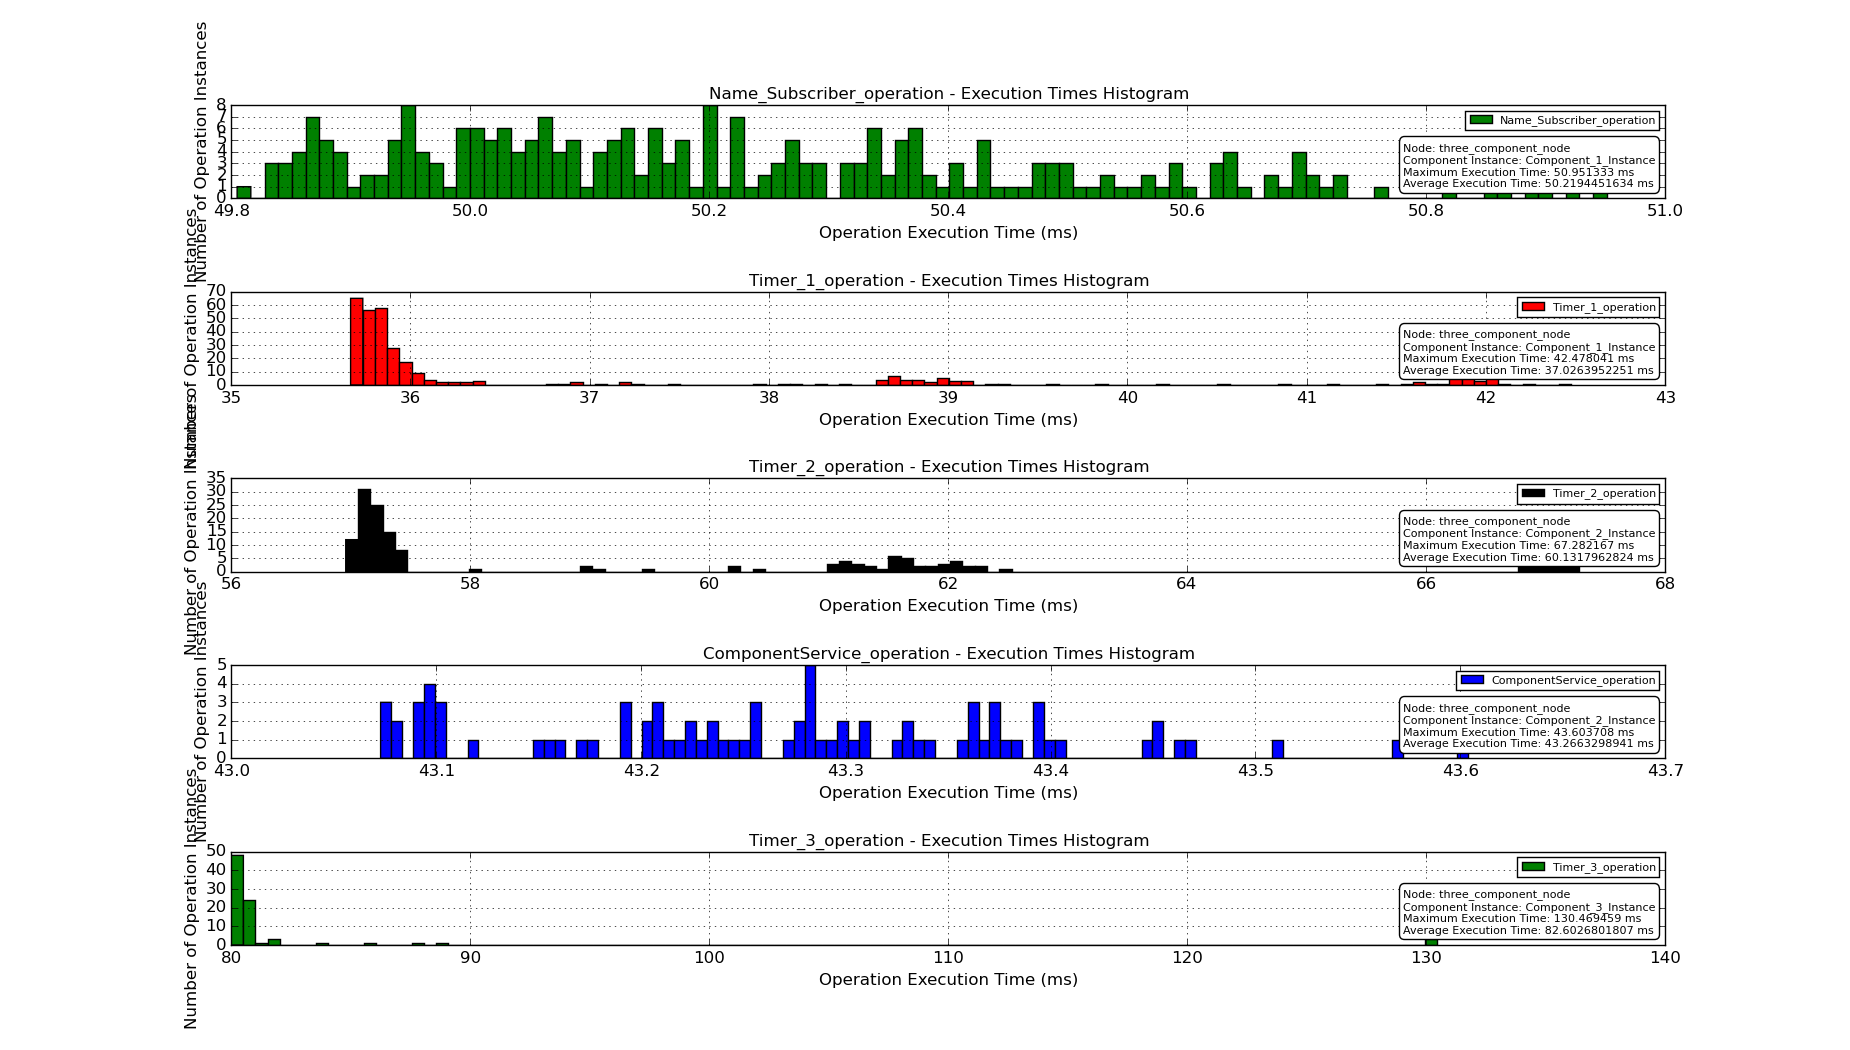 Name_Subscriber_operation - Execution Times Histogram
Number of Operation Instances
8
7
6
5
4
3
2
1
0
Name_Subscriber_operation
Node: three_component_node
Component Instance: Component_1_Instance
Maximum Execution Time: 50.951333 ms
Average Execution Time: 50.2194451634 ms
49.8 50.0 50.2 50.4 50.6 50.8 51.0
Operation Execution Time (ms)
Timer_1_operation - Execution Times Histogram
Number of Operation Instances
70
60
50
40
30
20
10
0
Timer_1_operation
Node: three_component_node
Component Instance: Component_1_Instance
Maximum Execution Time: 42.478041 ms
Average Execution Time: 37.0263952251 ms
35 36 37 38 39 40 41 42 43
Operation Execution Time (ms)
Timer_2_operation - Execution Times Histogram
Number of Operation Instances
35
30
25
20
15
10
5
0
Timer_2_operation
Node: three_component_node
Component Instance: Component_2_Instance
Maximum Execution Time: 67.282167 ms
Average Execution Time: 60.1317962824 ms
56 58 60 62 64 66 68
Operation Execution Time (ms)
ComponentService_operation - Execution Times Histogram
Number of Operation Instances
5
4
3
2
1
0
ComponentService_operation
Node: three_component_node
Component Instance: Component_2_Instance
Maximum Execution Time: 43.603708 ms
Average Execution Time: 43.2663298941 ms
43.0 43.1 43.2 43.3 43.4 43.5 43.6 43.7
Operation Execution Time (ms)
Timer_3_operation - Execution Times Histogram
Number of Operation Instances
50
40
30
20
10
0
Timer_3_operation
Node: three_component_node
Component Instance: Component_3_Instance
Maximum Execution Time: 130.469459 ms
Average Execution Time: 82.6026801807 ms
80 90 100 110 120 130 140
Operation Execution Time (ms)